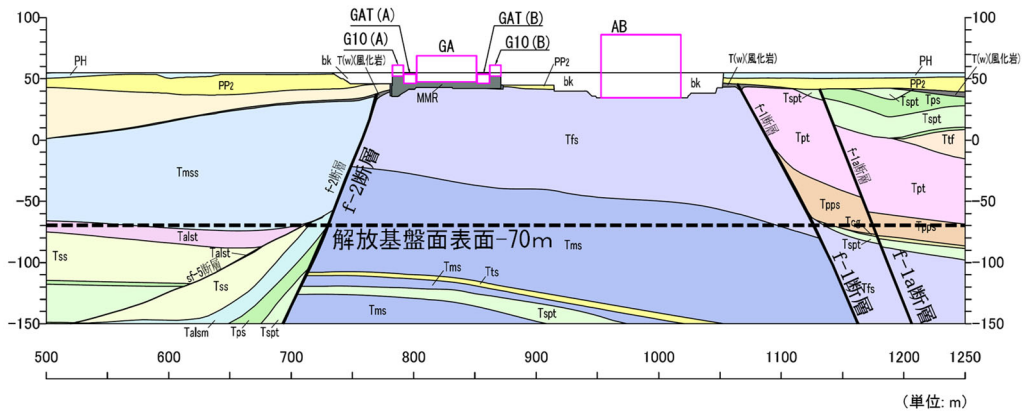 GAT (A)
GAT (B)
AB
G10 (A)
GA
G10 (B)
PH
bk
T(w)(風化岩)
PP2
bk
bk
T(w)(風化岩)
PH
100
50
0
-50
-100
-150
PP2
MMR
Tspt
Tspt
Tps
Tspt
f-1断層
Tfs
Tpt
f-1a断層
Ttf
Tmss
f-2断層
f-2断層
Tpt
Tpps
Tcg
Tpps
Talst
解放基盤面表面-70m
Tms
Tspt
Talst
Tss
sf-5断層
Tss
Tms
Tts
f-1断層
Tfs
f-1a断層
Tms
Tspt
Talsm
Tps
Tspt
100
50
0
-50
-100
-150
500
600
700
800
900
1000
1100
1200
1250
(単位: m)